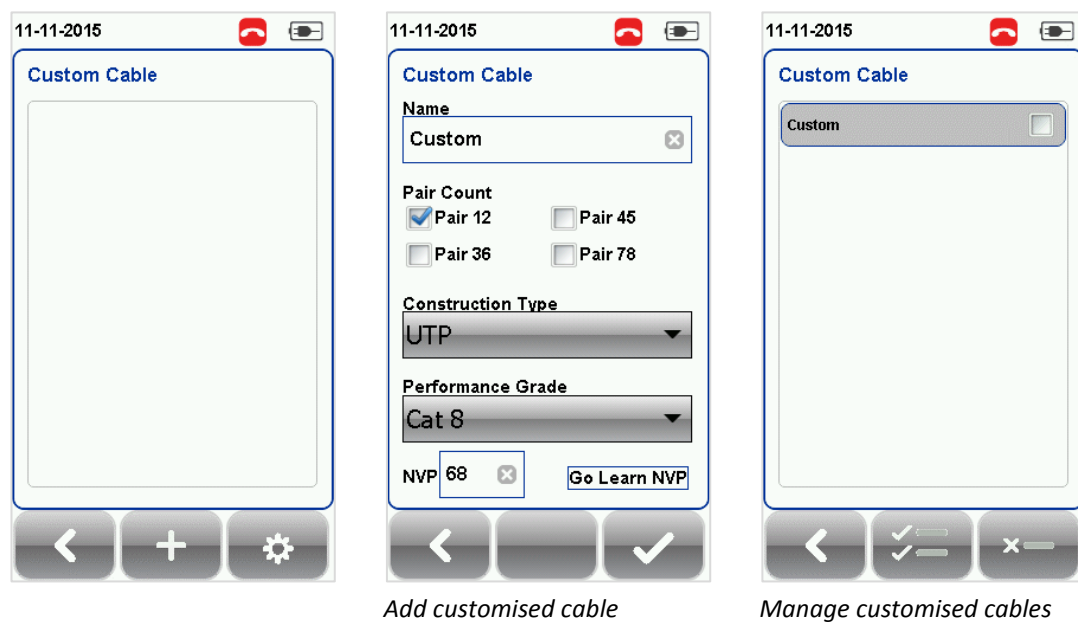 11-11-2015
Custom Cable
11-11-2015
Custom Cable
Name
Custom
Pair Count
Pair 12 Pair 45
Pair 36 Pair 78
Construction Type
UTP
Performance Grade
Cat 8
NVP 68 Go Learn NVP
Add customised cable
11-11-2015
Custom Cable
Custom
Manage customised cables